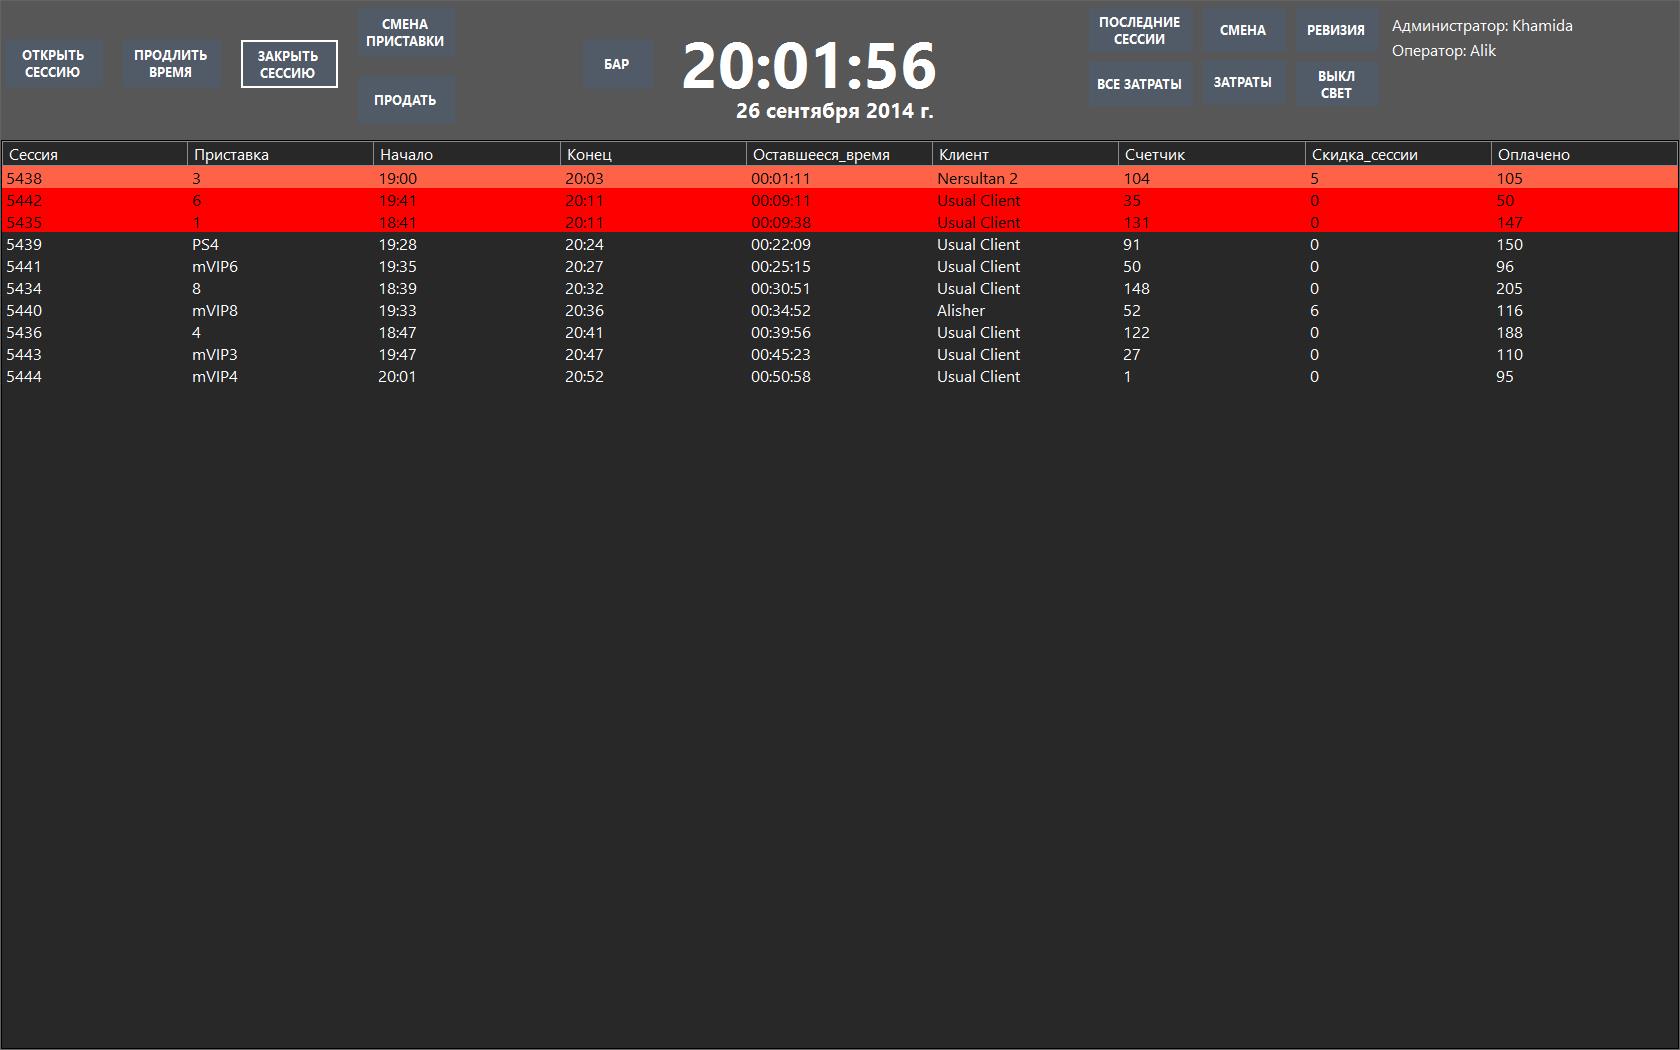 ОТКРЫТЬ
СЕССИЮ
ПРОДЛИТЬ
ВРЕМЯ
ЗАКРЫТЬ
СЕССИЮ
СМЕНА
ПРИСТАВКИ
ПРОДАТЬ
БАР
20:01:56
26 сентября 2014 г.
ПОСЛЕДНИЕ
СЕССИИ
СМЕНА
РЕВИЗИЯ
ВСЕ ЗАТРАТЫ
ЗАТРАТЫ
ВЫКЛ
СВЕТ
Администратор: Khamida
Оператор: Alik
Сессия Приставка Начало Конец Оставшееся_время Клиент Счетчик Скидка_сессии Оплачено
5438 3 19:00 20:03 00:01:11 Nersultan 2 104 5 105
5442 6 19:41 20:11 00:09:11 Usual Client 35 0 50
5435 1 18:41 20:11 00:09:38 Usual Client 131 0 147
5439 PS4 19:28 20:24 00:22:09 Usual Client 91 0 150
5441 mVIP6 19:35 20:27 00:25:15 Usual Client 50 0 96
5434 8 18:39 20:32 00:30:51 Usual Client 148 0 205
5440 mVIP8 19:33 20:36 00:34:52 Alisher 52 6 116
5436 4 18:47 20:41 00:39:56 Usual Client 122 0 188
5443 mVIP3 19:47 20:47 00:45:23 Usual Client 27 0 110
5444 mVIP4 20:01 20:52 00:50:58 Usual Client 1 0 95